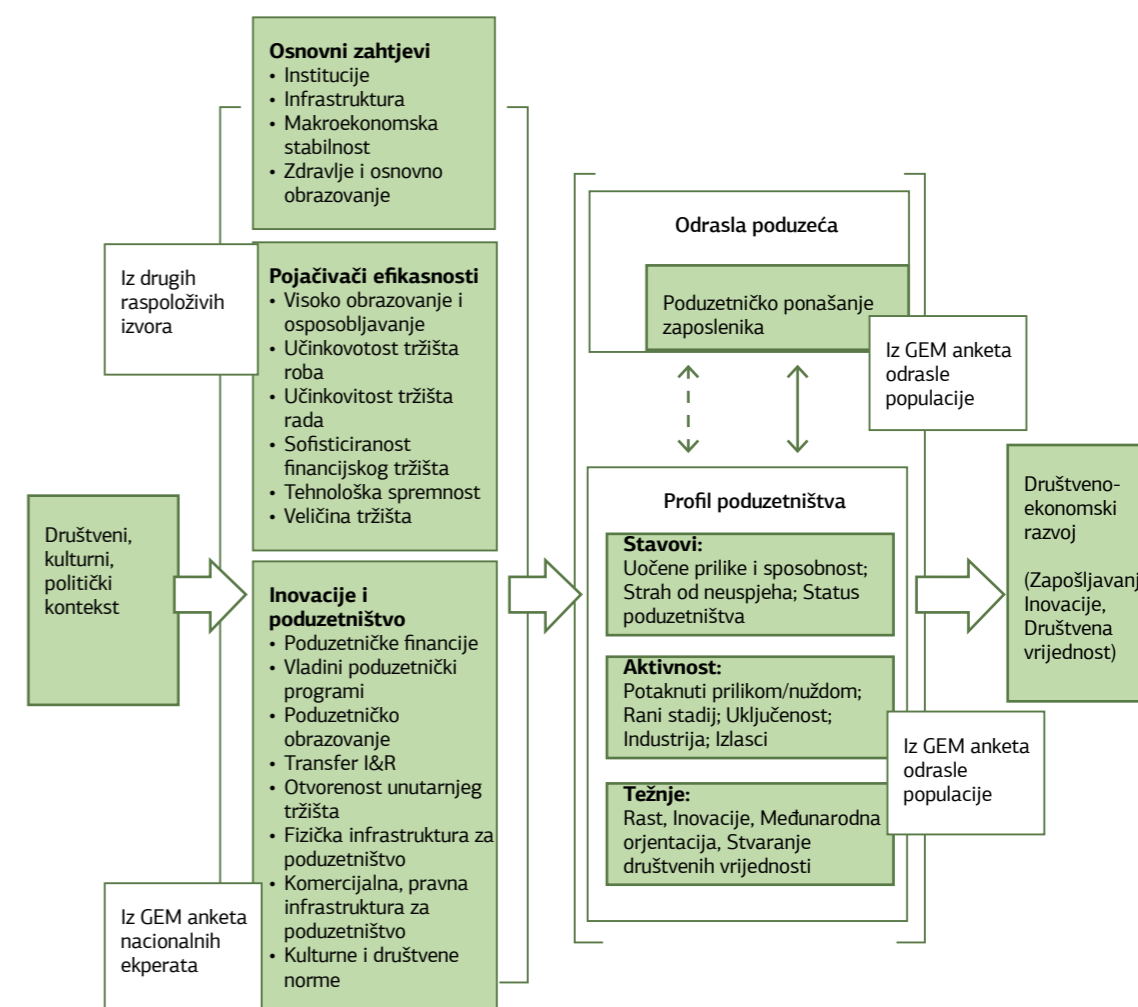 Osnovni zahtjevi
• Institucije
• Infrastruktura
• Makroekonomska
stabilnost
• Zdravlje i osnovno
obrazovanje
Iz drugih
raspoloživih
izvora
Pojačivači efikasnosti
• Visoko obrazovanje i
osposobljavanje
• Učinkovotost tržišta
roba
• Učinkovitost tržišta
rada
• Sofisticiranost
financijskog tržišta
• Tehnološka spremnost
• Veličina tržišta
Društveni,
kulturni,
politički
kontekst
Inovacije i
poduzetništvo
• Poduzetničke financije
• Vladini poduzetnički
programi
• Poduzetničko
obrazovanje
• Transfer I&R
• Otvorenost unutarnjeg
tržišta
• Fizička infrastruktura za
poduzetništvo
• Komercijalna, pravna
infrastruktura za
poduzetništvo
• Kulturne i društvene
norme
Iz GEM anketa
nacionalnih
ekperata
Odrasla poduzeća
Poduzetničko ponašanje
zaposlenika
Iz GEM anketa
odrasle
populacije
Profil poduzetništva
Stavovi:
Uočene prilike i sposobnost;
Strah od neuspjeha; Status
poduzetništva
Aktivnost:
Potaknuti prilikom/nuždom;
Rani stadij; Uključenost;
Industrija; Izlasci
Iz GEM anketa
odrasle
populacije
Težnje:
Rast, Inovacije, Međunarodna
orjentacija, Stvaranje
društvenih vrijednosti
Društveno-
ekonomski
razvoj
(Zapošljavanj
Inovacije,
Društvena
vrijednost)